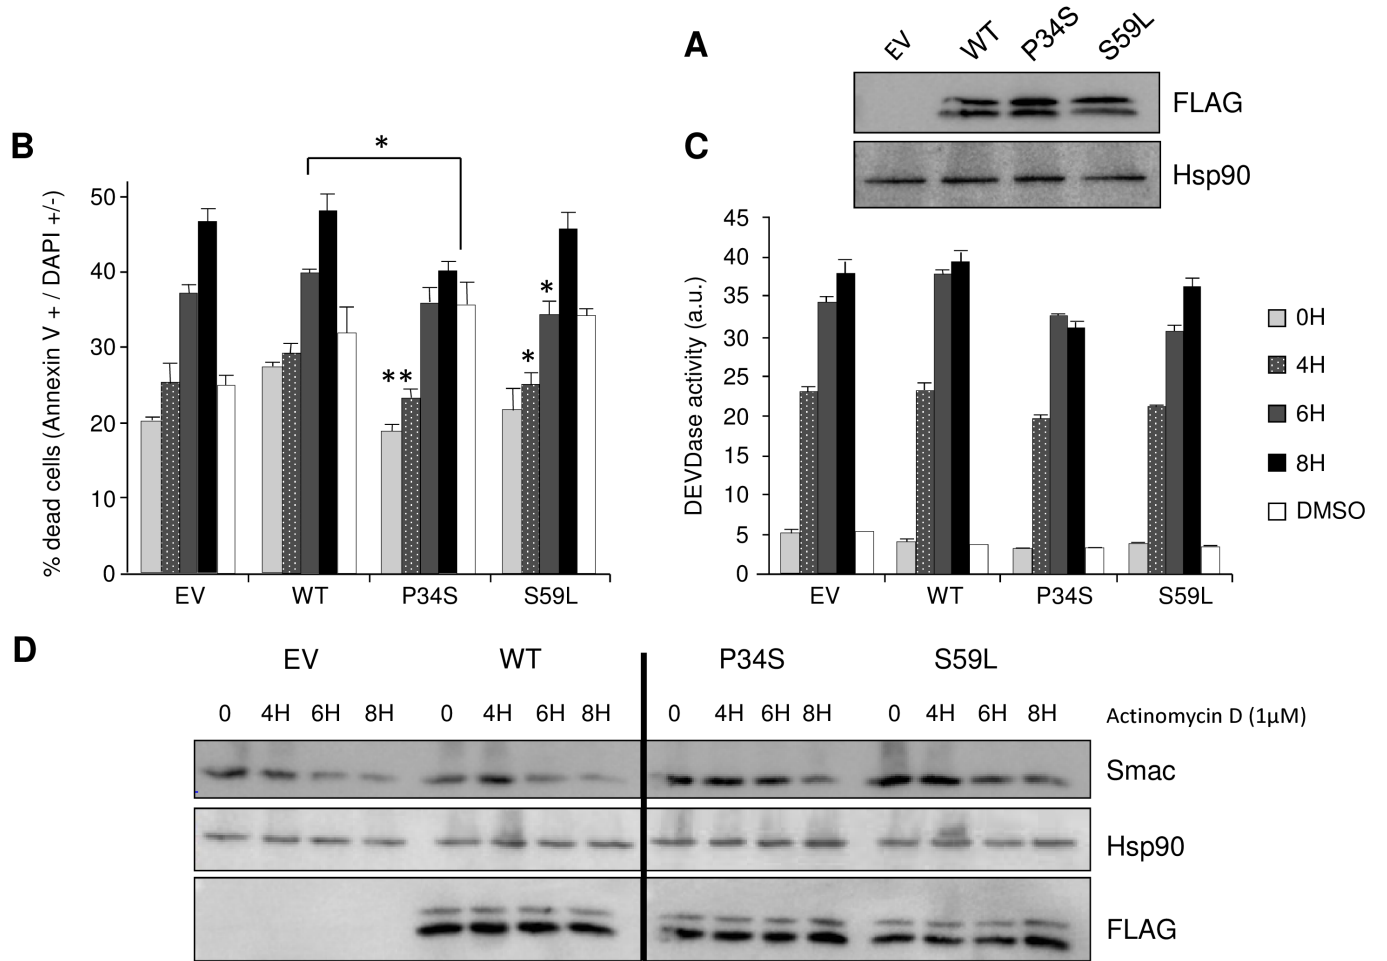 A
EV WT P34S S59L
FLAG
Hsp90
B
% dead cells (Annexin V + / DAPI +/-)
50
40
30
20
10
0
*
**
*
*
EV WT P34S S59L
C
DEVDase activity (a.u.)
45
40
35
30
25
20
15
10
5
0
EV WT P34S S59L
0H
4H
6H
8H
DMSO
D
EV WT P34S S59L
0 4H 6H 8H 0 4H 6H 8H 0 4H 6H 8H 0 4H 6H 8H Actinomycin D (1µM)
Smac
Hsp90
FLAG